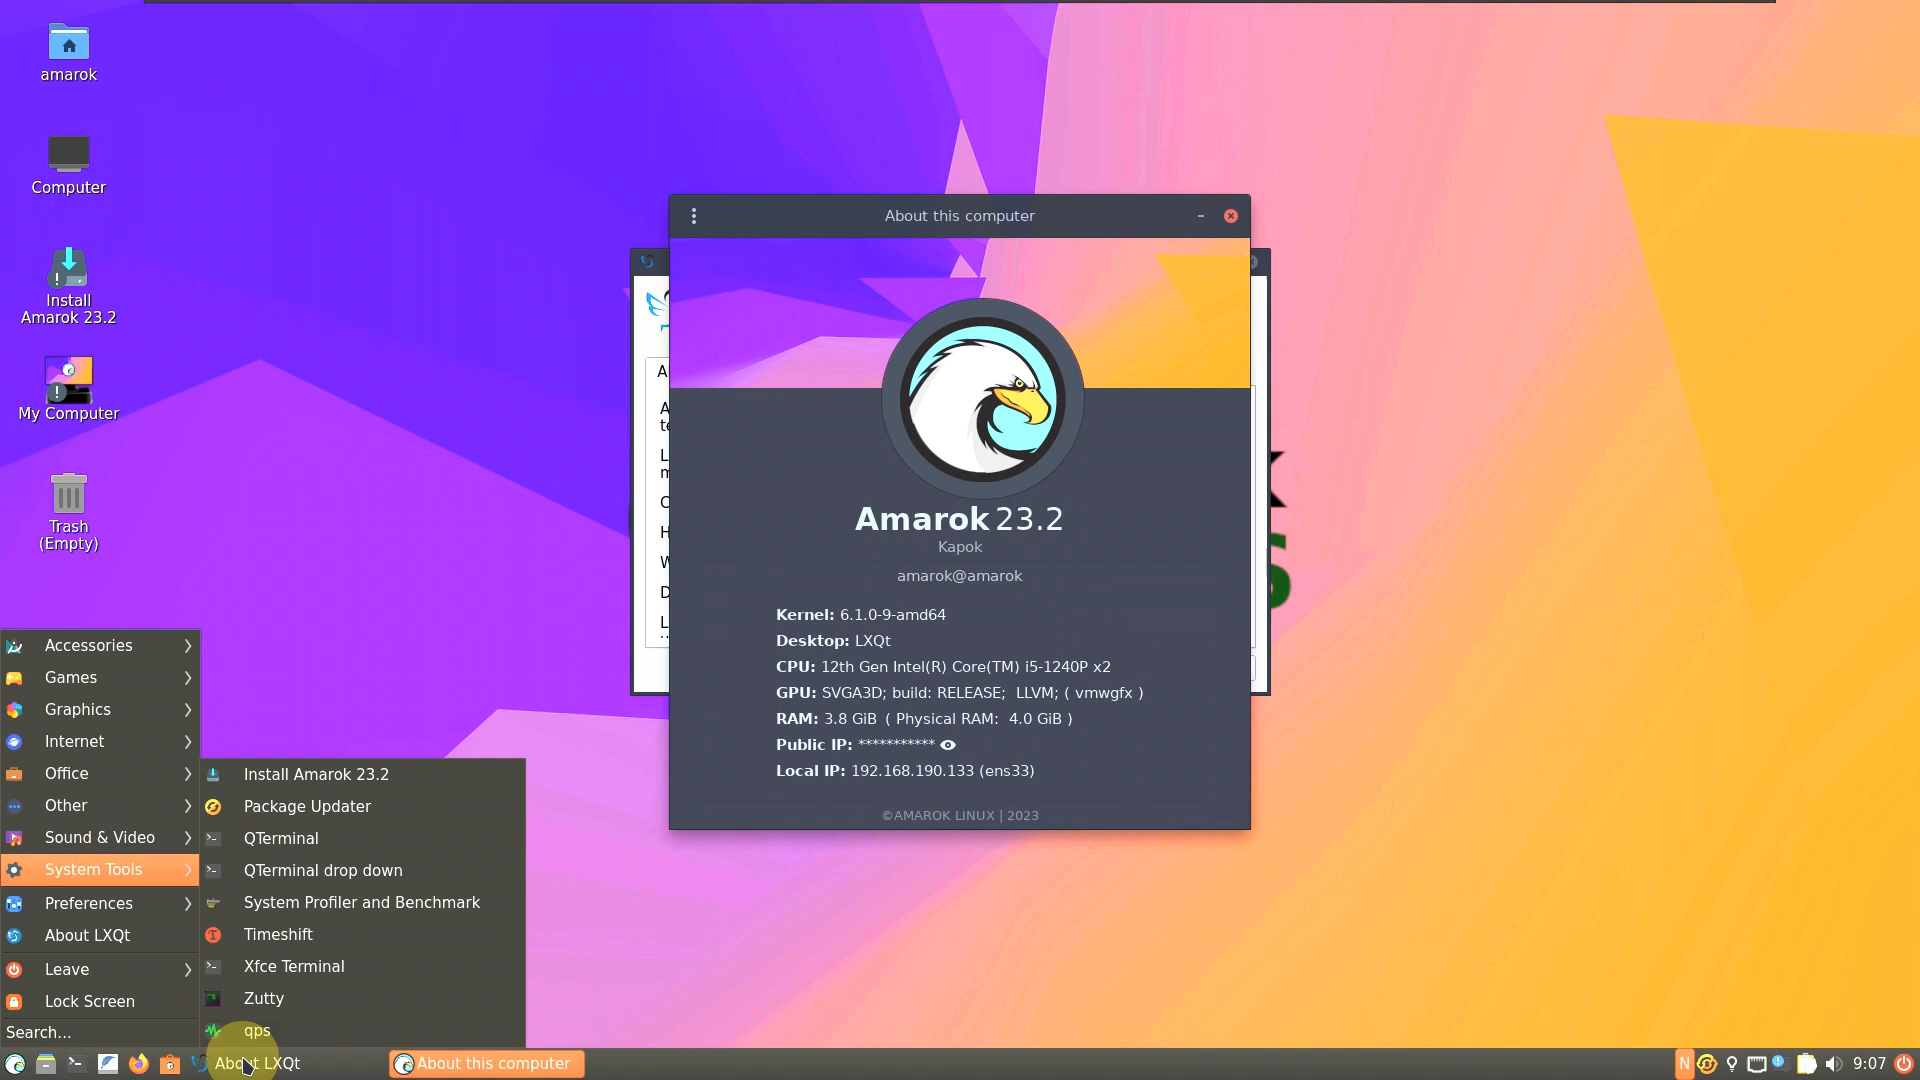 amarok
Computer
Install
Amarok 23.2
My Computer
Trash
(Empty)
About this computer
Amarok 23.2
Kapok
amarok@amarok
Kernel: 6.1.0-9-amd64
Desktop: LXQt
CPU: 12th Gen Intel(R) Core(TM) i5-1240P x2
GPU: SVGA3D; build: RELEASE; LLVM; ( vmwgfx )
RAM: 3.8 GiB ( Physical RAM: 4.0 GiB )
Public IP: ***********
Local IP: 192.168.190.133 (ens33)
©AMAROK LINUX | 2023
Accessories
Games
Graphics
Internet
Office
Other
Sound & Video
System Tools
Preferences
About LXQt
Leave
Lock Screen
Search...
Install Amarok 23.2
Package Updater
QTerminal
QTerminal drop down
System Profiler and Benchmark
Timeshift
Xfce Terminal
Zutty
qps
About LXQt
About this computer
N
9:07